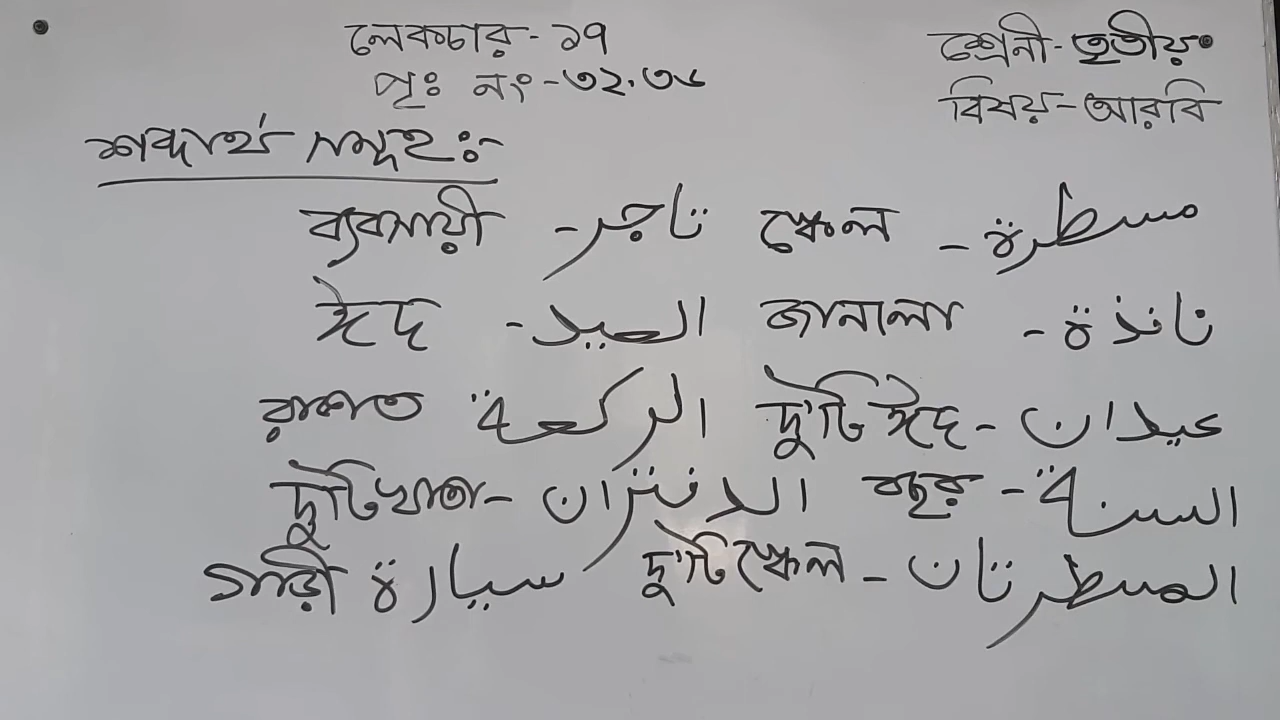 লেকচার-১৭ শ্রেনী-তৃতীয়
পৃঃ নং-৩২.৩৬ বিষয়-আরবি
শব্দার্থ সমূহঃ-
مسطرة - স্কেল تاجر - ব্যবসায়ী
نافذة - জানালা العيد - ঈদ
عيدان - দু'টি ঈদ الركعة রাকাত
السنة - বছর الدفتران - দু'টি খাতা
المسطرتان - দু'টি স্কেল سيارة গাড়ী